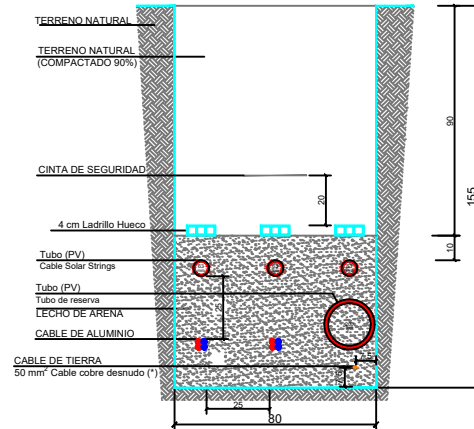 TERRENO NATURAL
TERRENO NATURAL
(COMPACTADO 90%)
90
155
CINTA DE SEGURIDAD
20
4 cm Ladrillo Hueco
10
Tubo (PV)
Cable Solar Strings
25
Tubo (PV)
Tubo de reserva
LECHO DE ARENA
CABLE DE ALUMINIO
CABLE DE TIERRA
50 mm² Cable cobre desnudo (*)
25
80